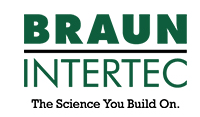 BRAUN
INTERTEC
The Science You Build On.